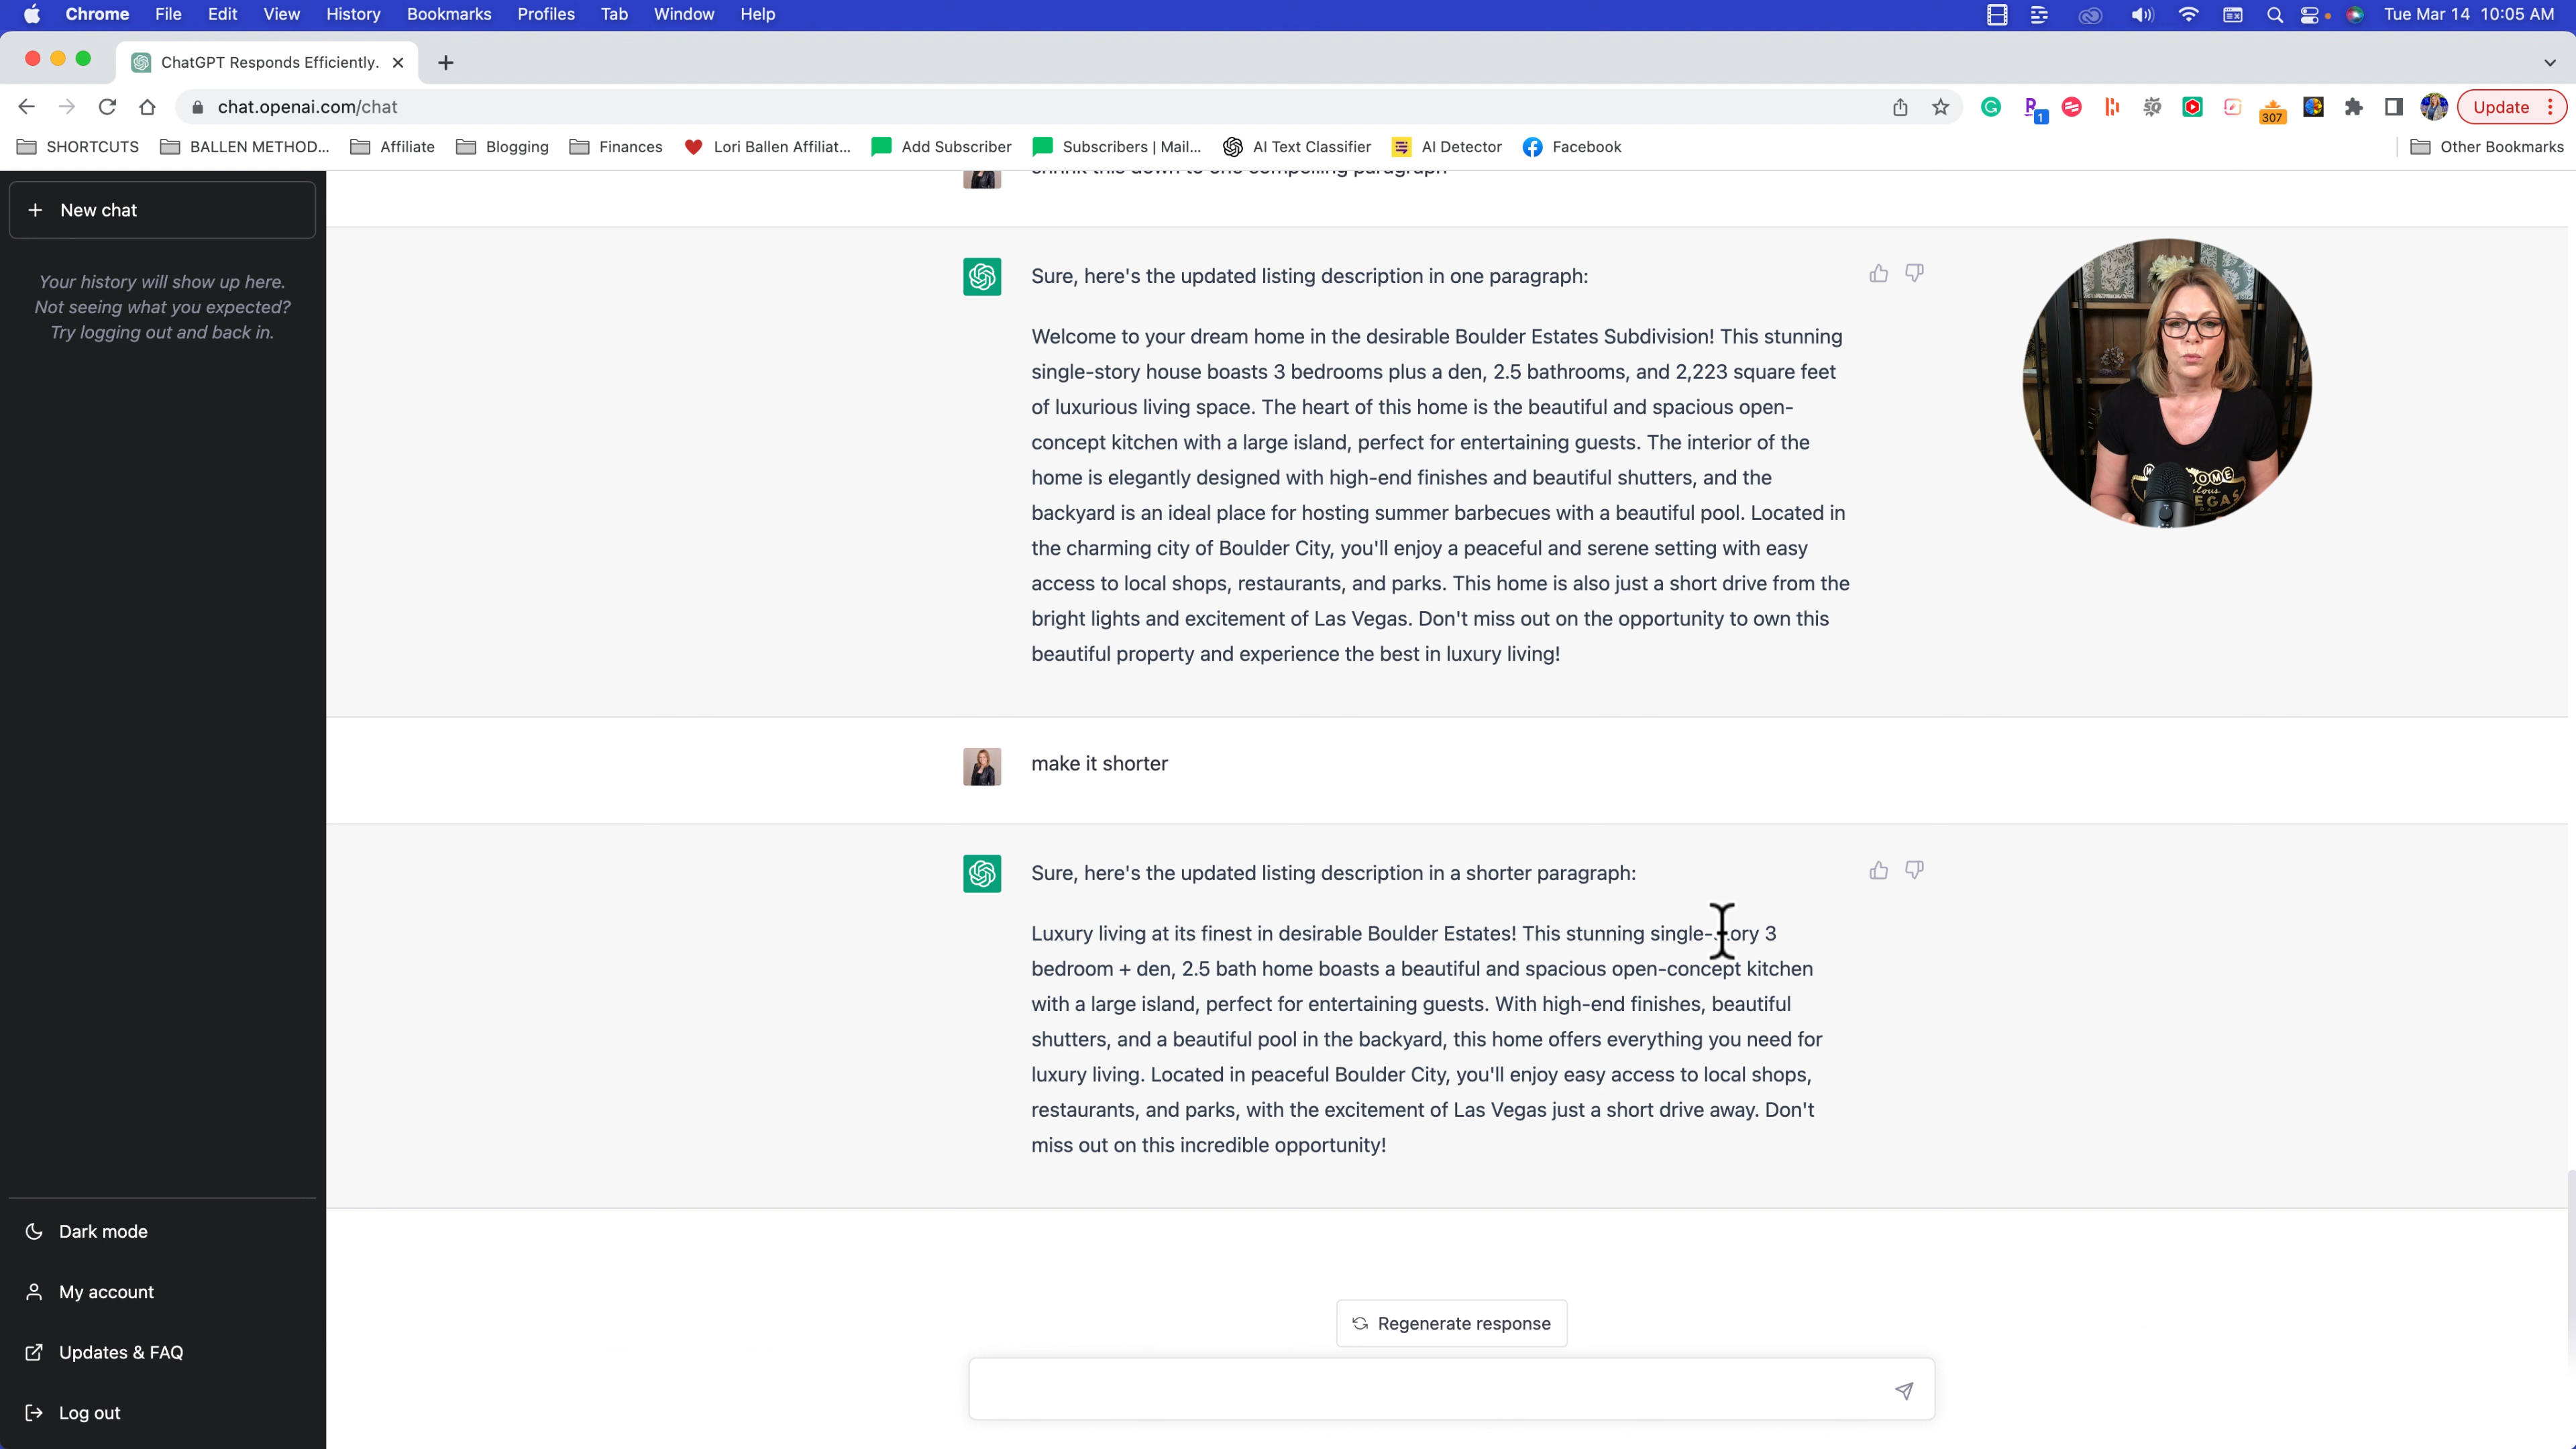 Chrome File Edit View History Bookmarks Profiles Tab Window Help Tue Mar 14 10:05 AM
ChatGPT Responds Efficiently.
chat.openai.com/chat 1 307 Update
SHORTCUTS BALLEN METHOD... Affiliate Blogging Finances Lori Ballen Affiliat... Add Subscriber Subscribers | Mail... AI Text Classifier AI Detector Facebook Other Bookmarks
shrink this down to one compelling paragraph
New chat
Your history will show up here.
Not seeing what you expected?
Try logging out and back in.
Sure, here's the updated listing description in one paragraph:
Welcome to your dream home in the desirable Boulder Estates Subdivision! This stunning
single-story house boasts 3 bedrooms plus a den, 2.5 bathrooms, and 2,223 square feet
of luxurious living space. The heart of this home is the beautiful and spacious open-
concept kitchen with a large island, perfect for entertaining guests. The interior of the
home is elegantly designed with high-end finishes and beautiful shutters, and the
backyard is an ideal place for hosting summer barbecues with a beautiful pool. Located in
the charming city of Boulder City, you'll enjoy a peaceful and serene setting with easy
access to local shops, restaurants, and parks. This home is also just a short drive from the
bright lights and excitement of Las Vegas. Don't miss out on the opportunity to own this
beautiful property and experience the best in luxury living!
make it shorter
Sure, here's the updated listing description in a shorter paragraph:
Luxury living at its finest in desirable Boulder Estates! This stunning single-story 3
bedroom + den, 2.5 bath home boasts a beautiful and spacious open-concept kitchen
with a large island, perfect for entertaining guests. With high-end finishes, beautiful
shutters, and a beautiful pool in the backyard, this home offers everything you need for
luxury living. Located in peaceful Boulder City, you'll enjoy easy access to local shops,
restaurants, and parks, with the excitement of Las Vegas just a short drive away. Don't
miss out on this incredible opportunity!
Dark mode
My account
Updates & FAQ
Log out
Regenerate response